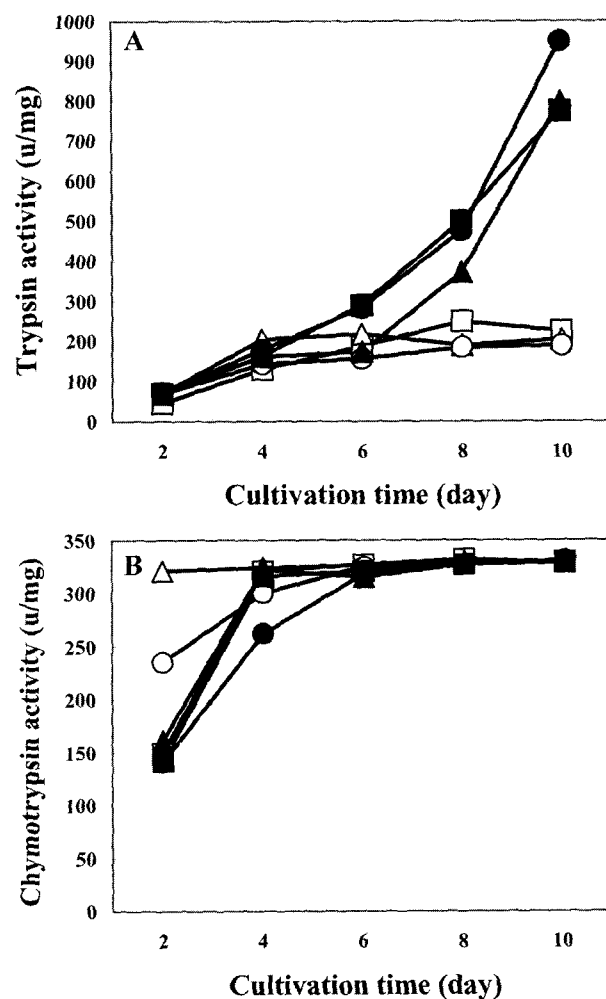 A
Trypsin activity (u/mg)
1000
900
800
700
600
500
400
300
200
100
0
2 4 6 8 10
Cultivation time (day)
B
Chymotrypsin activity (u/mg)
350
300
250
200
150
100
50
0
2 4 6 8 10
Cultivation time (day)